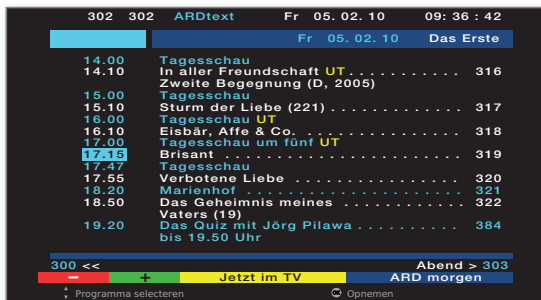 302 302 ARDtext Fr 05. 02. 10 09: 36 : 42
Fr 05. 02. 10 Das Erste
14.00 Tagesschau
14.10 In aller Freundschaft UT . . . . . . . . . . . 316
Zweite Begegnung (D, 2005)
15.00 Tagesschau
15.10 Sturm der Liebe (221) . . . . . . . . . . . . . 317
16.00 Tagesschau UT
16.10 Eisbär, Affe & Co. . . . . . . . . . . . . . . . 318
17.00 Tagesschau um fünf UT
17.15 Brisant . . . . . . . . . . . . . . . . . . . . . 319
17.47 Tagesschau
17.55 Verbotene Liebe . . . . . . . . . . . . . . . . 320
18.20 Marienhof . . . . . . . . . . . . . . . . . . . 321
18.50 Das Geheimnis meines . . . . . . . . . . . . 322
Vaters (19)
19.20 Das Quiz mit Jörg Pilawa . . . . . . . . . . 384
bis 19.50 Uhr
300 << Abend > 303
− + Jetzt im TV ARD morgen
Programma selecteren Opnemen